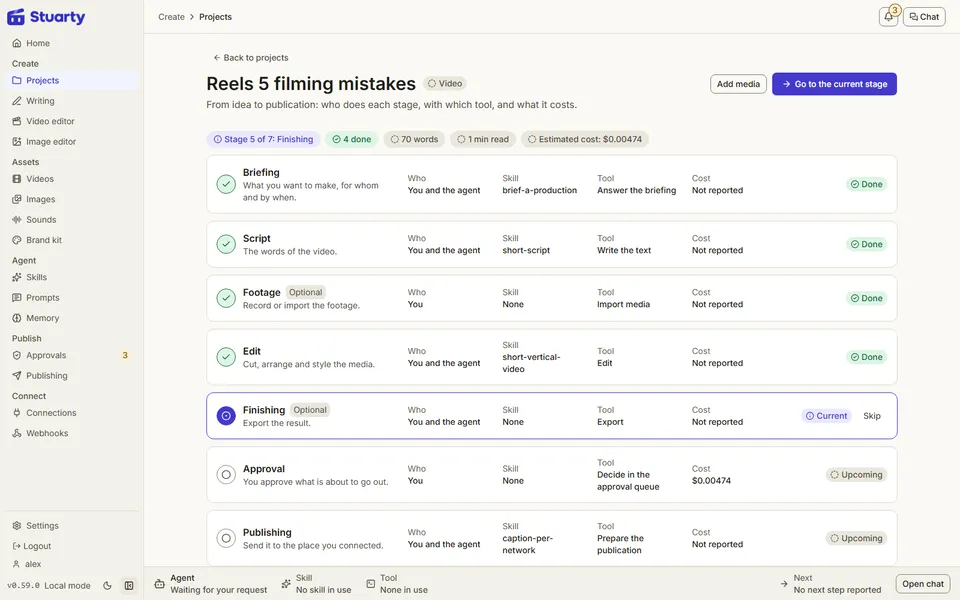 Stuarty
Create > Projects
3
Chat
Home
Create
Projects
Writing
Video editor
Image editor
Assets
Videos
Images
Sounds
Brand kit
Agent
Skills
Prompts
Memory
Publish
Approvals 3
Publishing
Connect
Connections
Webhooks
Settings
Logout
alex
v0.59.0 Local mode
← Back to projects
Reels 5 filming mistakes Video
From idea to publication: who does each stage, with which tool, and what it costs.
Add media
→ Go to the current stage
Stage 5 of 7: Finishing 4 done 70 words 1 min read Estimated cost: $0.00474
Briefing
What you want to make, for whom
and by when.
Who
You and the agent
Skill
brief-a-production
Tool
Answer the briefing
Cost
Not reported
Done
Script
The words of the video.
Who
You and the agent
Skill
short-script
Tool
Write the text
Cost
Not reported
Done
Footage Optional
Record or import the footage.
Who
You
Skill
None
Tool
Import media
Cost
Not reported
Done
Edit
Cut, arrange and style the media.
Who
You and the agent
Skill
short-vertical-
video
Tool
Edit
Cost
Not reported
Done
Finishing Optional
Export the result.
Who
You and the agent
Skill
None
Tool
Export
Cost
Not reported
Current
Skip
Approval
You approve what is about to go out.
Who
You
Skill
None
Tool
Decide in the
approval queue
Cost
$0.00474
Upcoming
Publishing
Send it to the place you connected.
Who
You and the agent
Skill
caption-per-
network
Tool
Prepare the
publication
Cost
Not reported
Upcoming
Agent
Waiting for your request
Skill
No skill in use
Tool
None in use
→ Next
No next step reported
Open chat